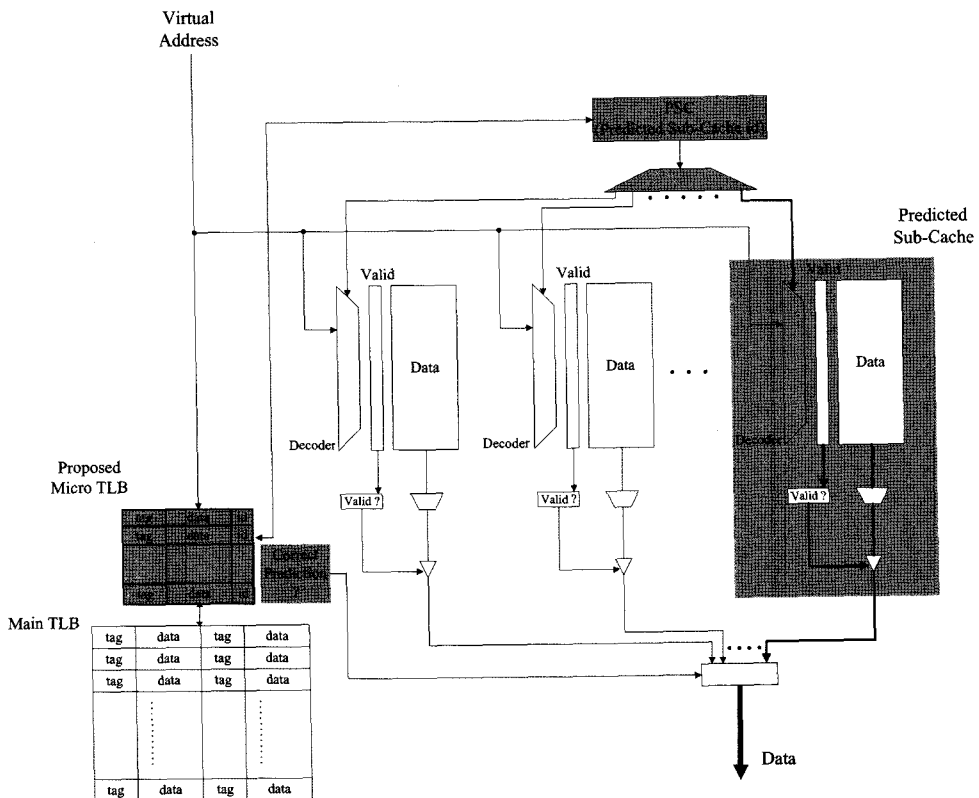 Virtual
Address
PSC
(Predicted Sub-Cache id)
Predicted
Sub-Cache
Valid
Valid
Valid
Data
Data
Data
Decoder
Decoder
Decoder
Proposed
Micro TLB
Valid ?
Valid ?
Valid ?
tag data id
tag data id
tag id
Correct
Prediction
?
Main TLB
tag data tag data
tag data tag data
tag data tag data
tag data tag data
Data